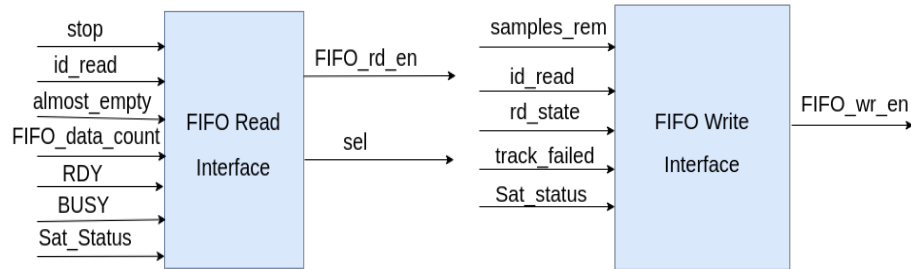 stop
id_read
almost_empty
FIFO_data_count
RDY
BUSY
Sat_Status
FIFO Read
Interface
FIFO_rd_en
sel
samples_rem
id_read
rd_state
track_failed
Sat_status
FIFO Write
Interface
FIFO_wr_en